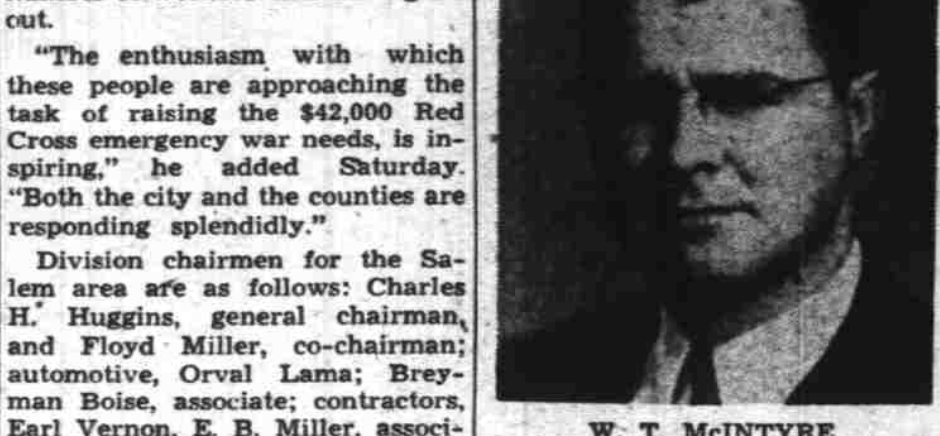 out.
“The enthusiasm with which
these people are approaching the
task of raising the $42,000 Red
Cross emergency war needs, is in-
spiring,” he added Saturday.
“Both the city and the counties are
responding splendidly.”
Division chairmen for the Sa-
lem area are as follows: Charles
H. Huggins, general chairman,
and Floyd Miller, co-chairman;
automotive, Orval Lama; Brey-
man Boise, associate; contractors,
Earl Vernon, E. B. Miller, associ-
W. T. McINTYRE